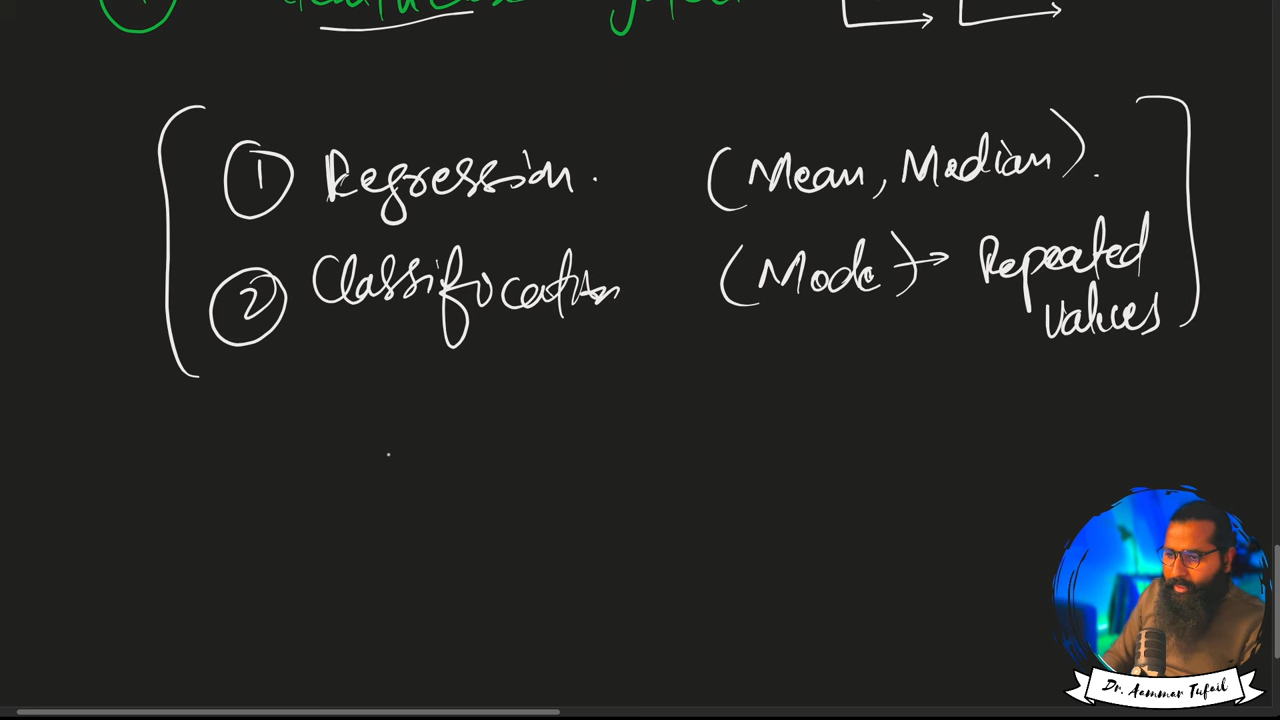 ① Regression. (Mean, Median).
② Classification (Mode) → Repeated
values
Dr. Aammar Tufail